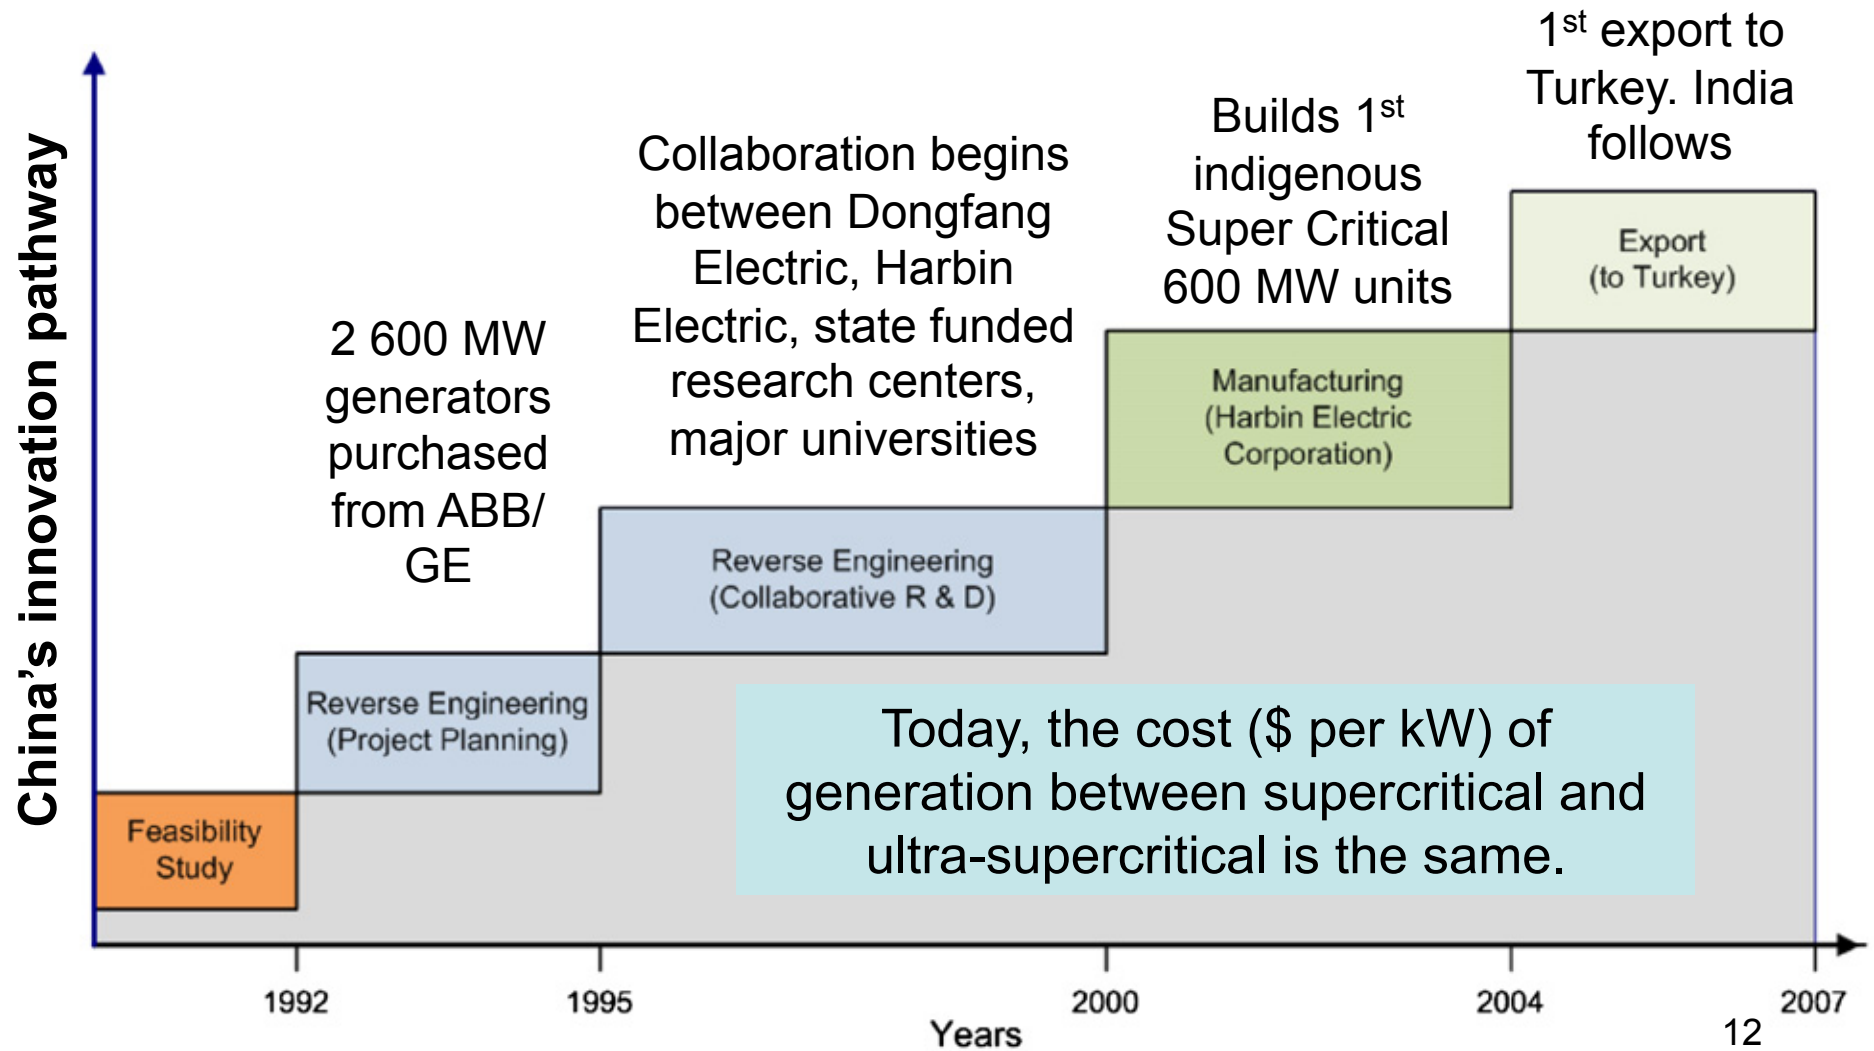 China's innovation pathway
1st export to
Turkey. India
follows
Builds 1st
indigenous
Super Critical
600 MW units
Collaboration begins
between Dongfang
Electric, Harbin
Electric, state funded
research centers,
major universities
2 600 MW
generators
purchased
from ABB/
GE
Export
(to Turkey)
Manufacturing
(Harbin Electric
Corporation)
Reverse Engineering
(Collaborative R & D)
Reverse Engineering
(Project Planning)
Feasibility
Study
Today, the cost ($ per kW) of
generation between supercritical and
ultra-supercritical is the same.
1992
1995
2000
2004
2007
Years
12